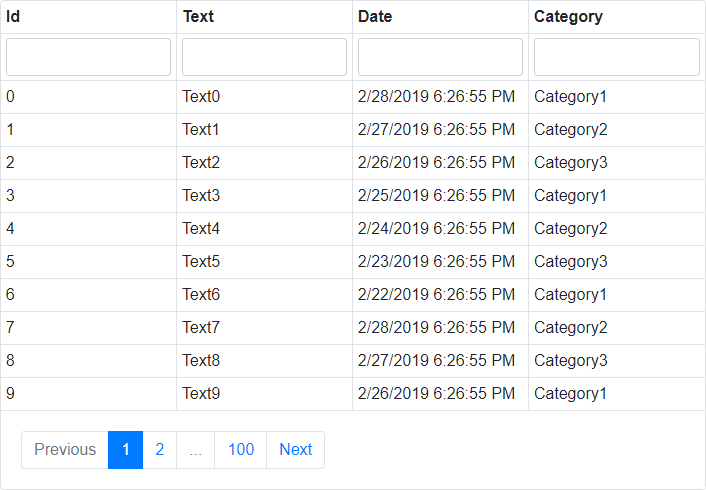 Id Text Date Category
0 Text0 2/28/2019 6:26:55 PM Category1
1 Text1 2/27/2019 6:26:55 PM Category2
2 Text2 2/26/2019 6:26:55 PM Category3
3 Text3 2/25/2019 6:26:55 PM Category1
4 Text4 2/24/2019 6:26:55 PM Category2
5 Text5 2/23/2019 6:26:55 PM Category3
6 Text6 2/22/2019 6:26:55 PM Category1
7 Text7 2/28/2019 6:26:55 PM Category2
8 Text8 2/27/2019 6:26:55 PM Category3
9 Text9 2/26/2019 6:26:55 PM Category1
Previous 1 2 ... 100 Next